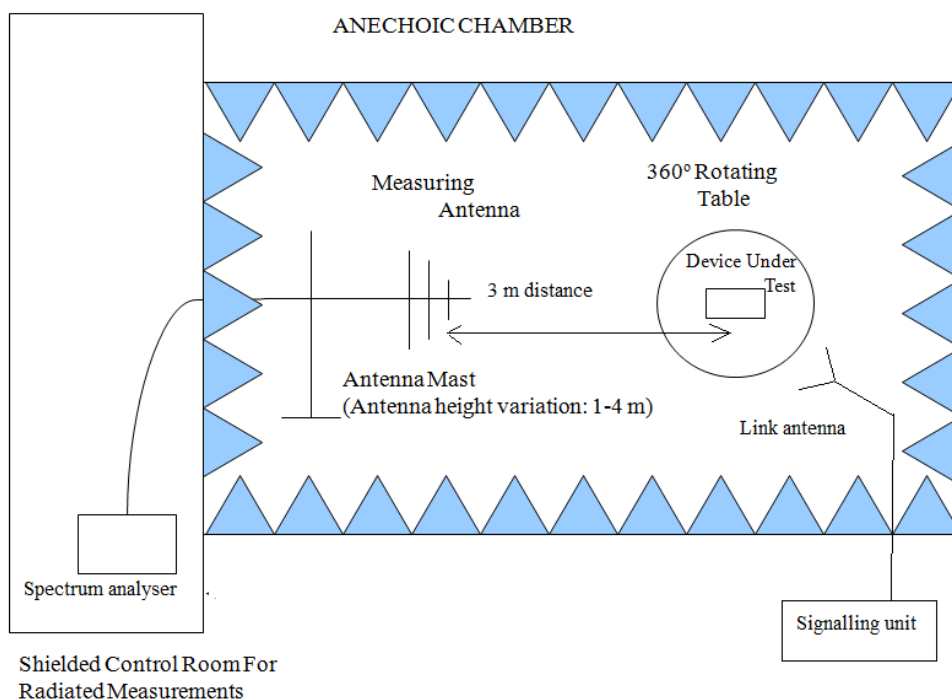 ANECHOIC CHAMBER
Measuring
Antenna
360º Rotating
Table
Device Under
Test
3 m distance
Antenna Mast
(Antenna height variation: 1-4 m)
Link antenna
Spectrum analyser
.
Signalling unit
Shielded Control Room For
Radiated Measurements